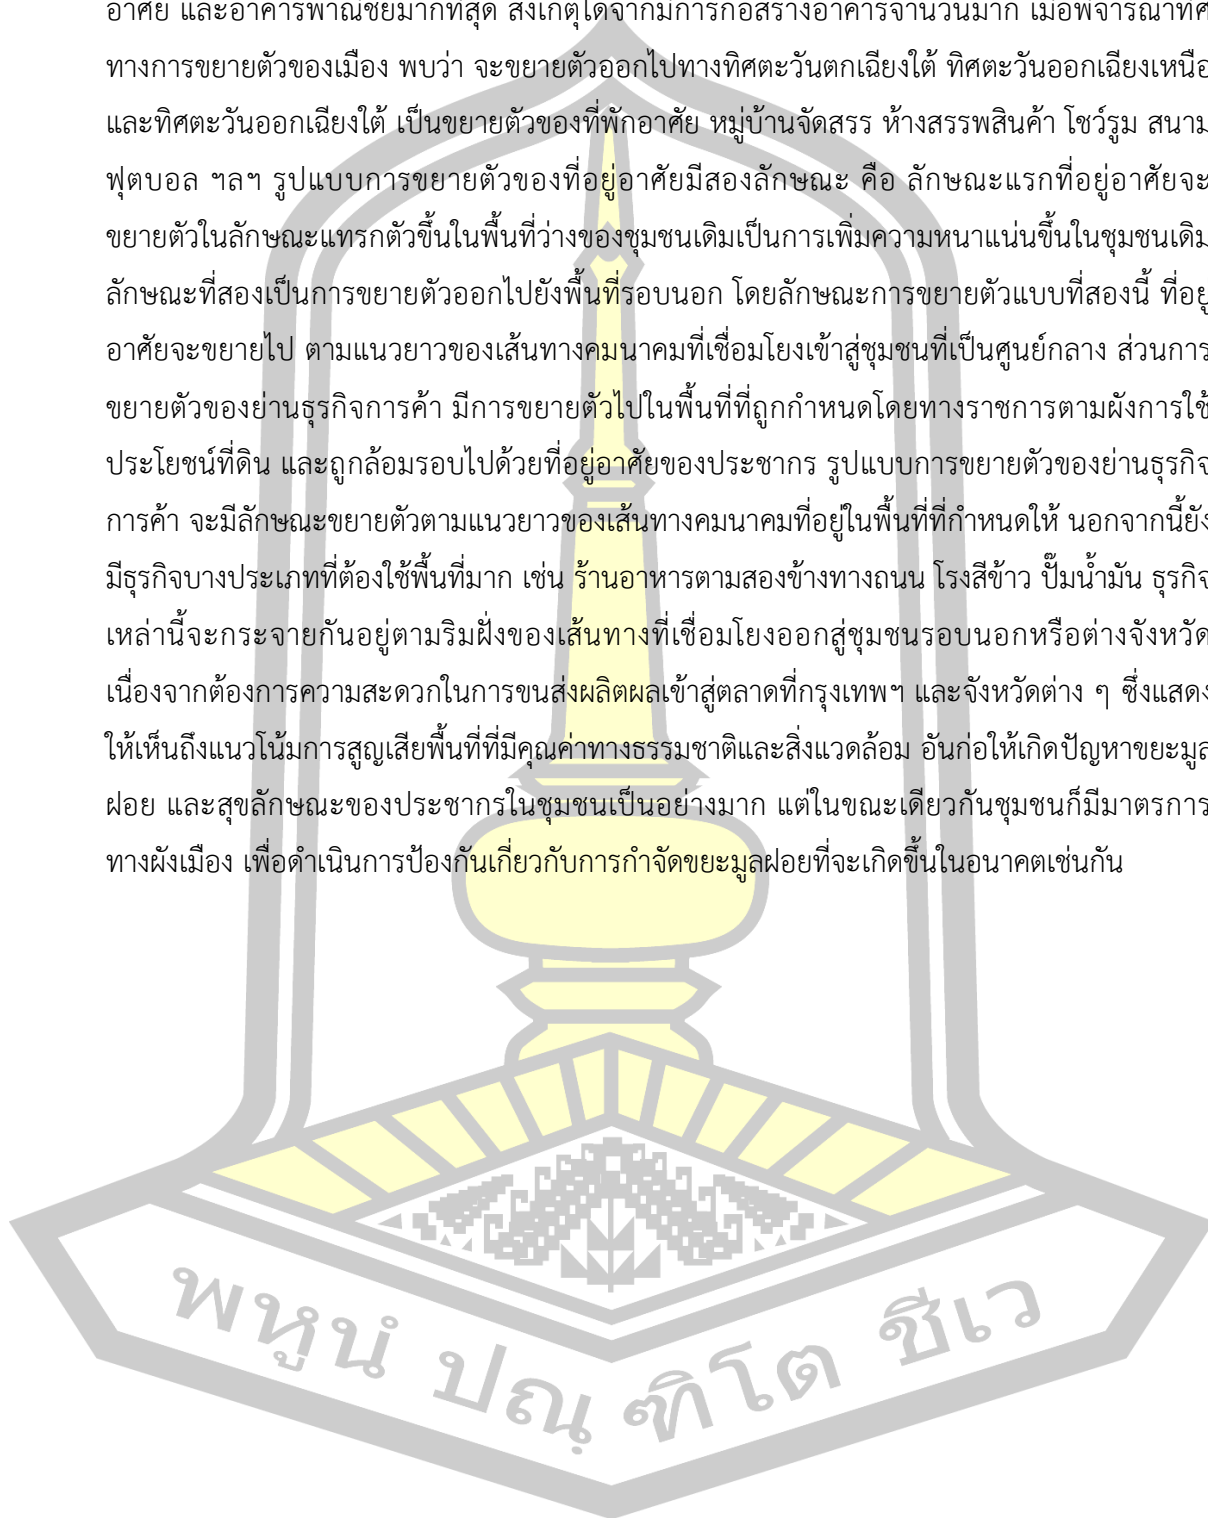 อาศัย และอาคารพาณิชย์มากที่สุด สังเกตุได้จากมีการก่อสร้างอาคารจำนวนมาก เมื่อพิจารณาทิศ
ทางการขยายตัวของเมือง พบว่า จะขยายตัวออกไปทางทิศตะวันตกเฉียงใต้ ทิศตะวันออกเฉียงเหนือ
และทิศตะวันออกเฉียงใต้ เป็นขยายตัวของที่พักอาศัย หมู่บ้านจัดสรร ห้างสรรพสินค้า โชว์รูม สนาม
ฟุตบอล ฯลฯ รูปแบบการขยายตัวของที่อยู่อาศัยมีสองลักษณะ คือ ลักษณะแรกที่อยู่อาศัยจะ
ขยายตัวในลักษณะแทรกตัวขึ้นในพื้นที่ว่างของชุมชนเดิมเป็นการเพิ่มความหนาแน่นขึ้นในชุมชนเดิม
ลักษณะที่สองเป็นการขยายตัวออกไปยังพื้นที่รอบนอก โดยลักษณะการขยายตัวแบบที่สองนี้ ที่อยู่
อาศัยจะขยายไป ตามแนวยาวของเส้นทางคมนาคมที่เชื่อมโยงเข้าสู่ชุมชนที่เป็นศูนย์กลาง ส่วนการ
ขยายตัวของย่านธุรกิจการค้า มีการขยายตัวไปในพื้นที่ที่ถูกกำหนดโดยทางราชการตามผังการใช้
ประโยชน์ที่ดิน และถูกล้อมรอบไปด้วยที่อยู่อาศัยของประชากร รูปแบบการขยายตัวของย่านธุรกิจ
การค้า จะมีลักษณะขยายตัวตามแนวยาวของเส้นทางคมนาคมที่อยู่ในพื้นที่ที่กำหนดให้ นอกจากนี้ยัง
มีธุรกิจบางประเภทที่ต้องใช้พื้นที่มาก เช่น ร้านอาหารตามสองข้างทางถนน โรงสีข้าว ปั๊มน้ำมัน ธุรกิจ
เหล่านี้จะกระจายกันอยู่ตามริมฝั่งของเส้นทางที่เชื่อมโยงออกสู่ชุมชนรอบนอกหรือต่างจังหวัด
เนื่องจากต้องการความสะดวกในการขนส่งผลิตผลเข้าสู่ตลาดที่กรุงเทพฯ และจังหวัดต่าง ๆ ซึ่งแสดง
ให้เห็นถึงแนวโน้มการสูญเสียพื้นที่ที่มีคุณค่าทางธรรมชาติและสิ่งแวดล้อม อันก่อให้เกิดปัญหาขยะมูล
ฝอย และสุขลักษณะของประชากรในชุมชนเป็นอย่างมาก แต่ในขณะเดียวกันชุมชนก็มีมาตรการ
ทางผังเมือง เพื่อดำเนินการป้องกันเกี่ยวกับการกำจัดขยะมูลฝอยที่จะเกิดขึ้นในอนาคตเช่นกัน
พหูนํ ปณฺฑิโต ชีเว